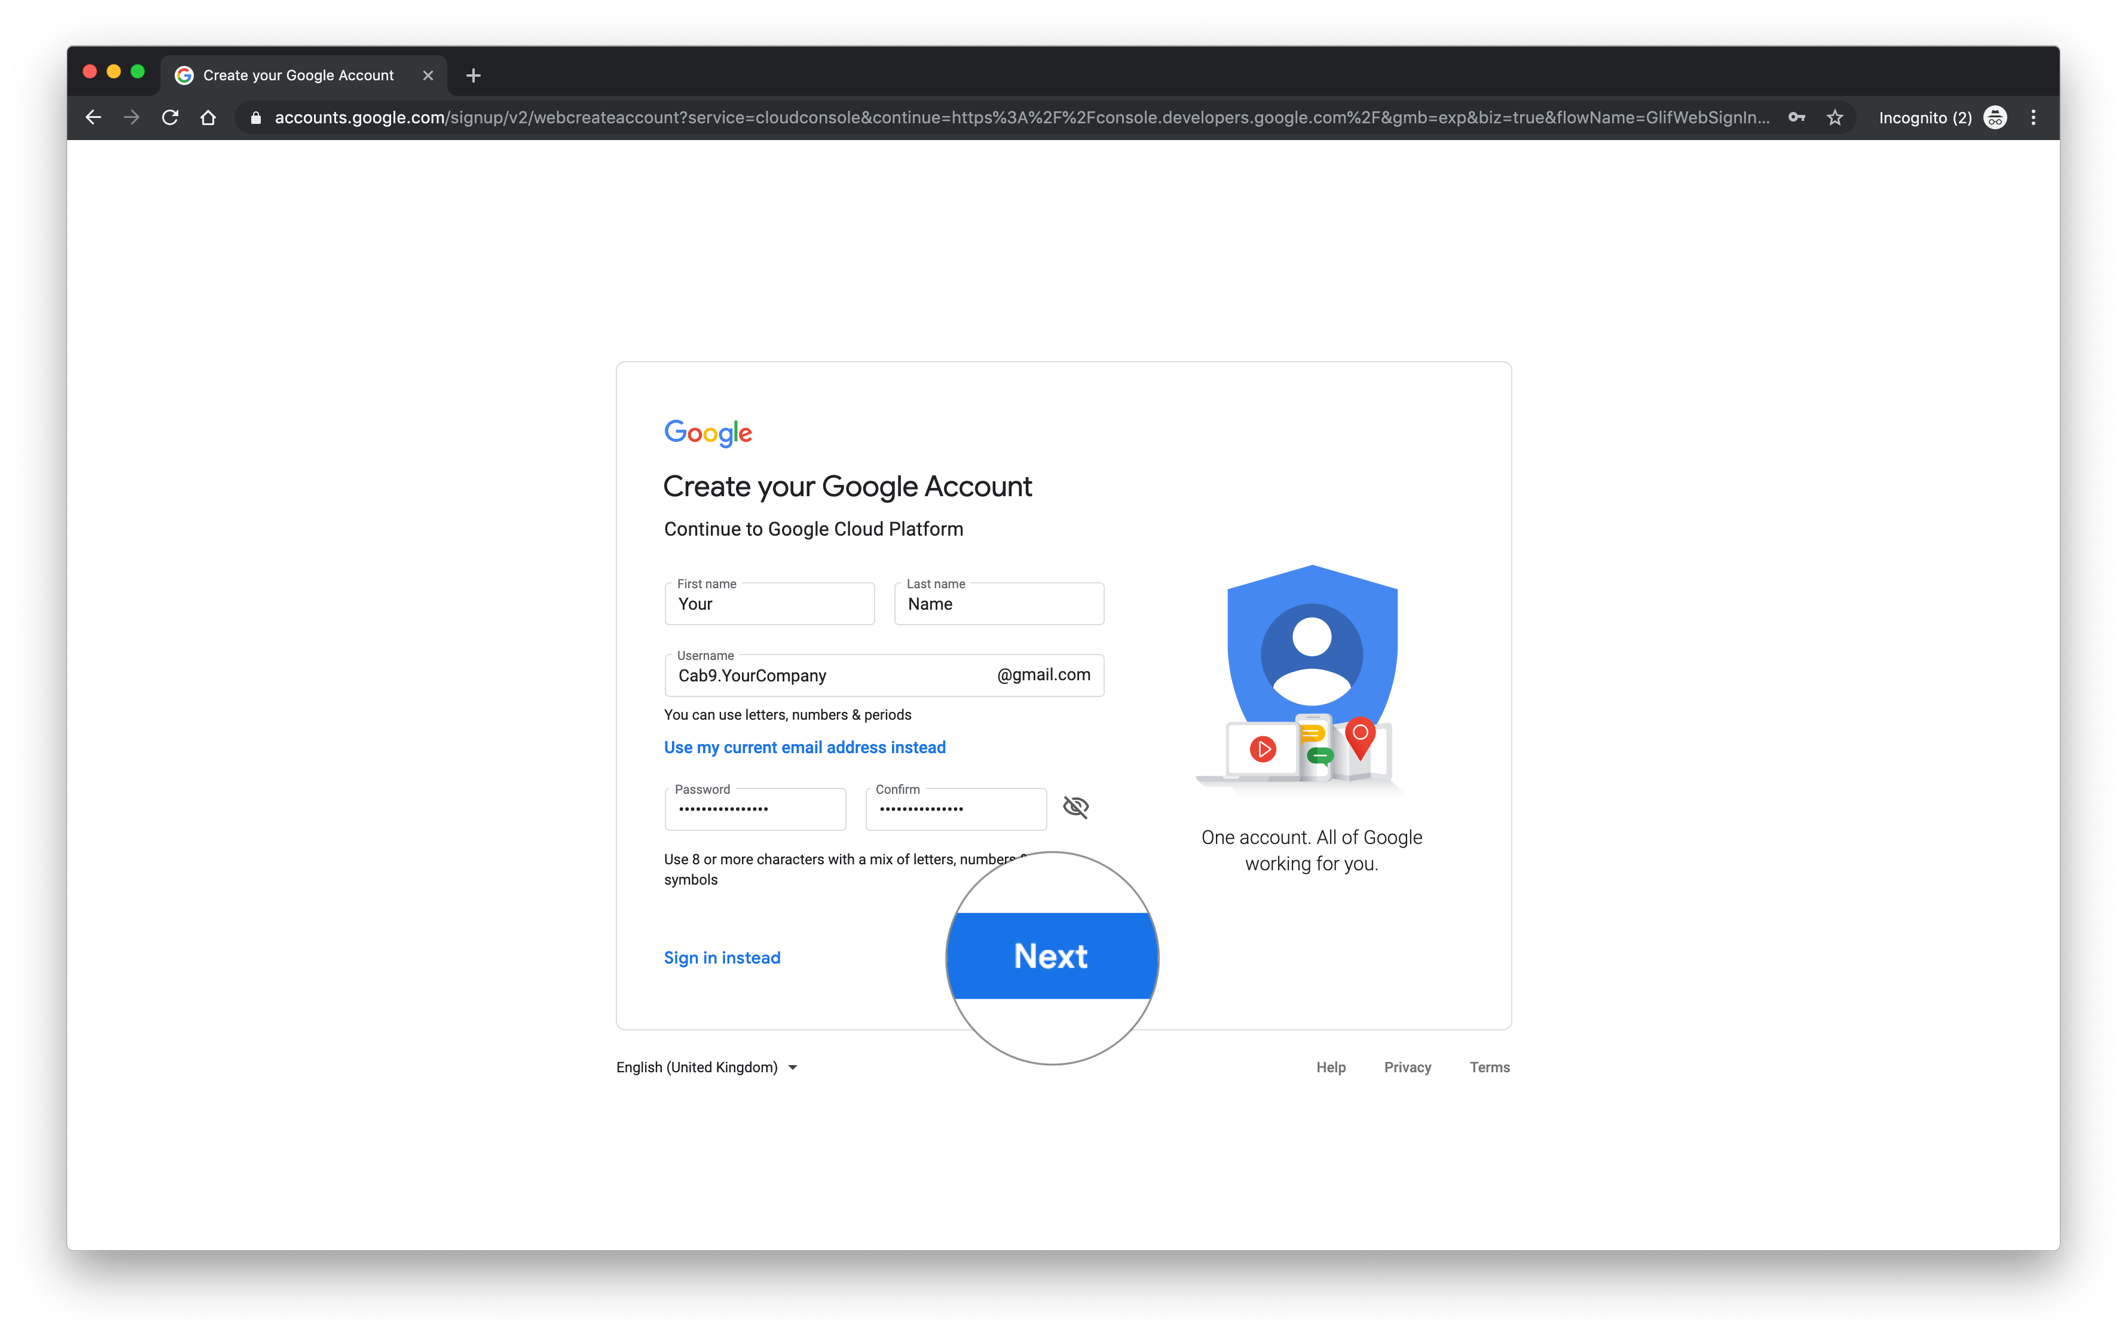 Create your Google Account
accounts.google.com/signup/v2/webcreateaccount?service=cloudconsole&continue=https%3A%2F%2Fconsole.developers.google.com%2F&gmb=exp&biz=true&flowName=GlifWebSignIn...
Incognito (2)
Google
Create your Google Account
Continue to Google Cloud Platform
First name
Your
Last name
Name
Username
Cab9.YourCompany
@gmail.com
You can use letters, numbers & periods
Use my current email address instead
Password
•••••••••••••••
Confirm
••••••••••••••
Use 8 or more characters with a mix of letters, numbers
symbols
Sign in instead
Next
One account. All of Google
working for you.
English (United Kingdom)
Help
Privacy
Terms